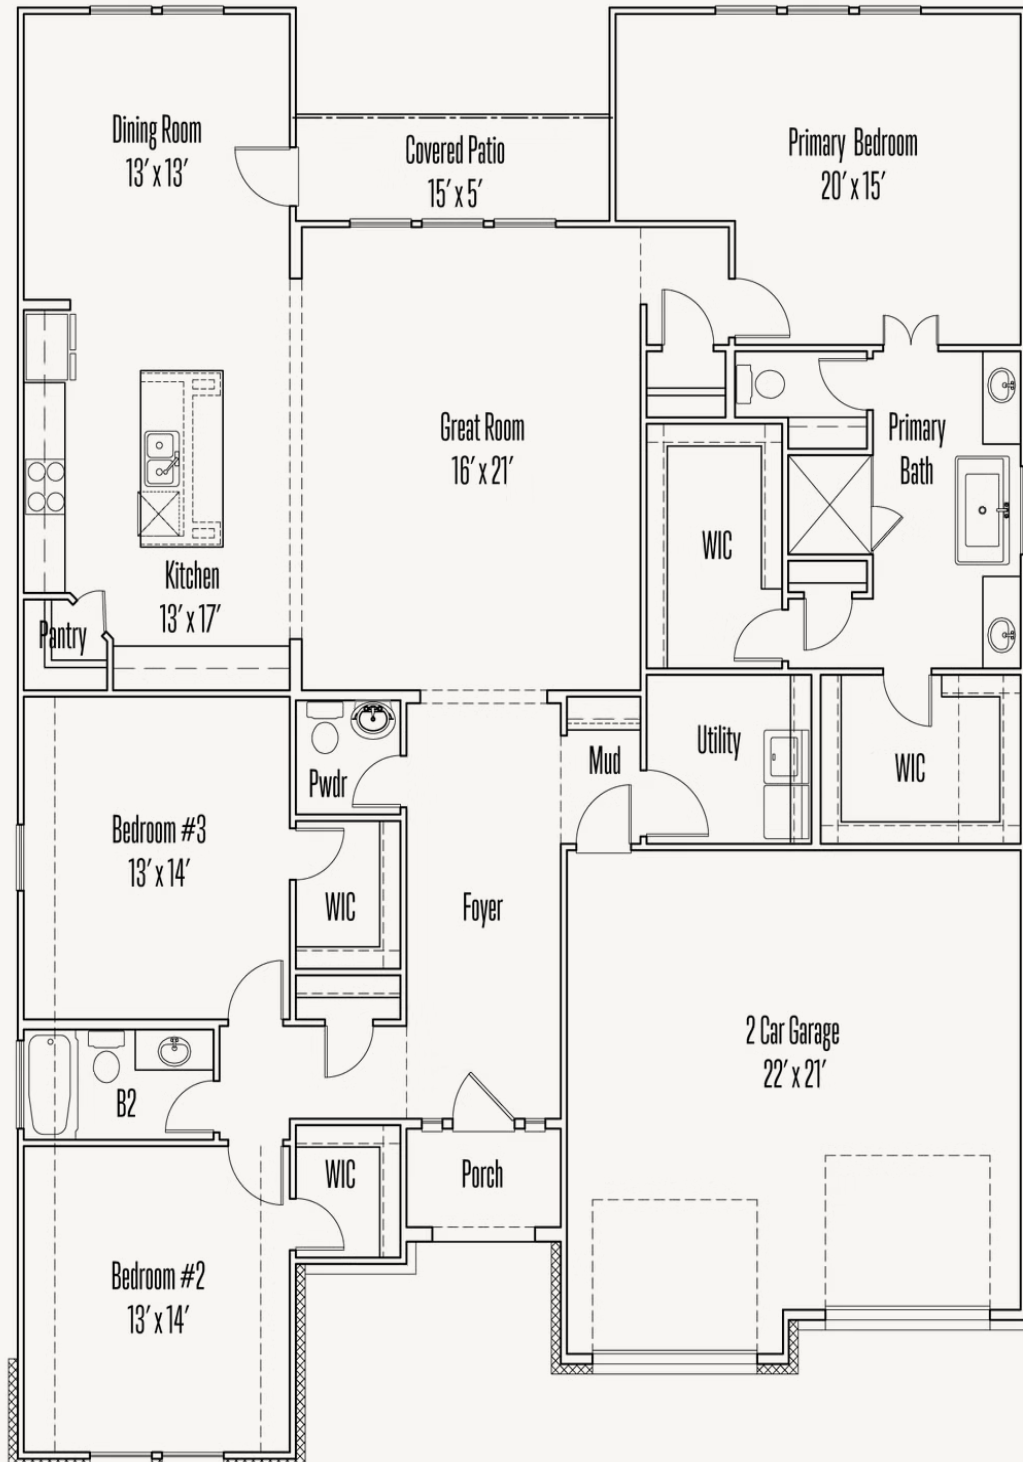 Dining Room
13' x 13'
Covered Patio
15' x 5'
Primary Bedroom
20' x 15'
Great Room
16' x 21'
Primary
Bath
WIC
Kitchen
13' x 17'
Pantry
Utility
Mud
WIC
Pwdr
Bedroom #3
13' x 14'
WIC
Foyer
2 Car Garage
22' x 21'
B2
WIC
Porch
Bedroom #2
13' x 14'